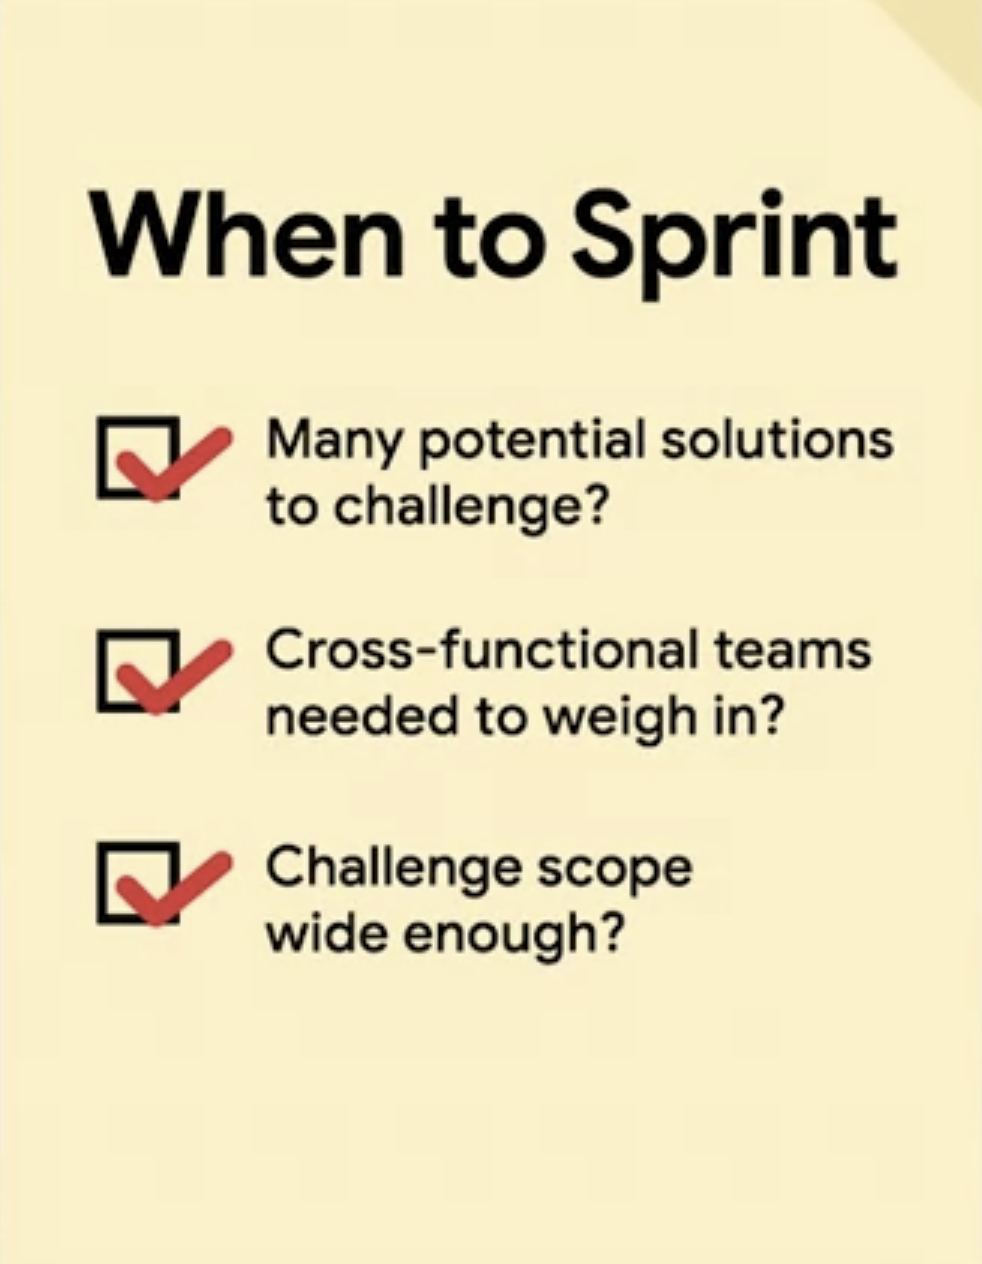 When to Sprint
Many potential solutions
to challenge?
Cross-functional teams
needed to weigh in?
Challenge scope
wide enough?